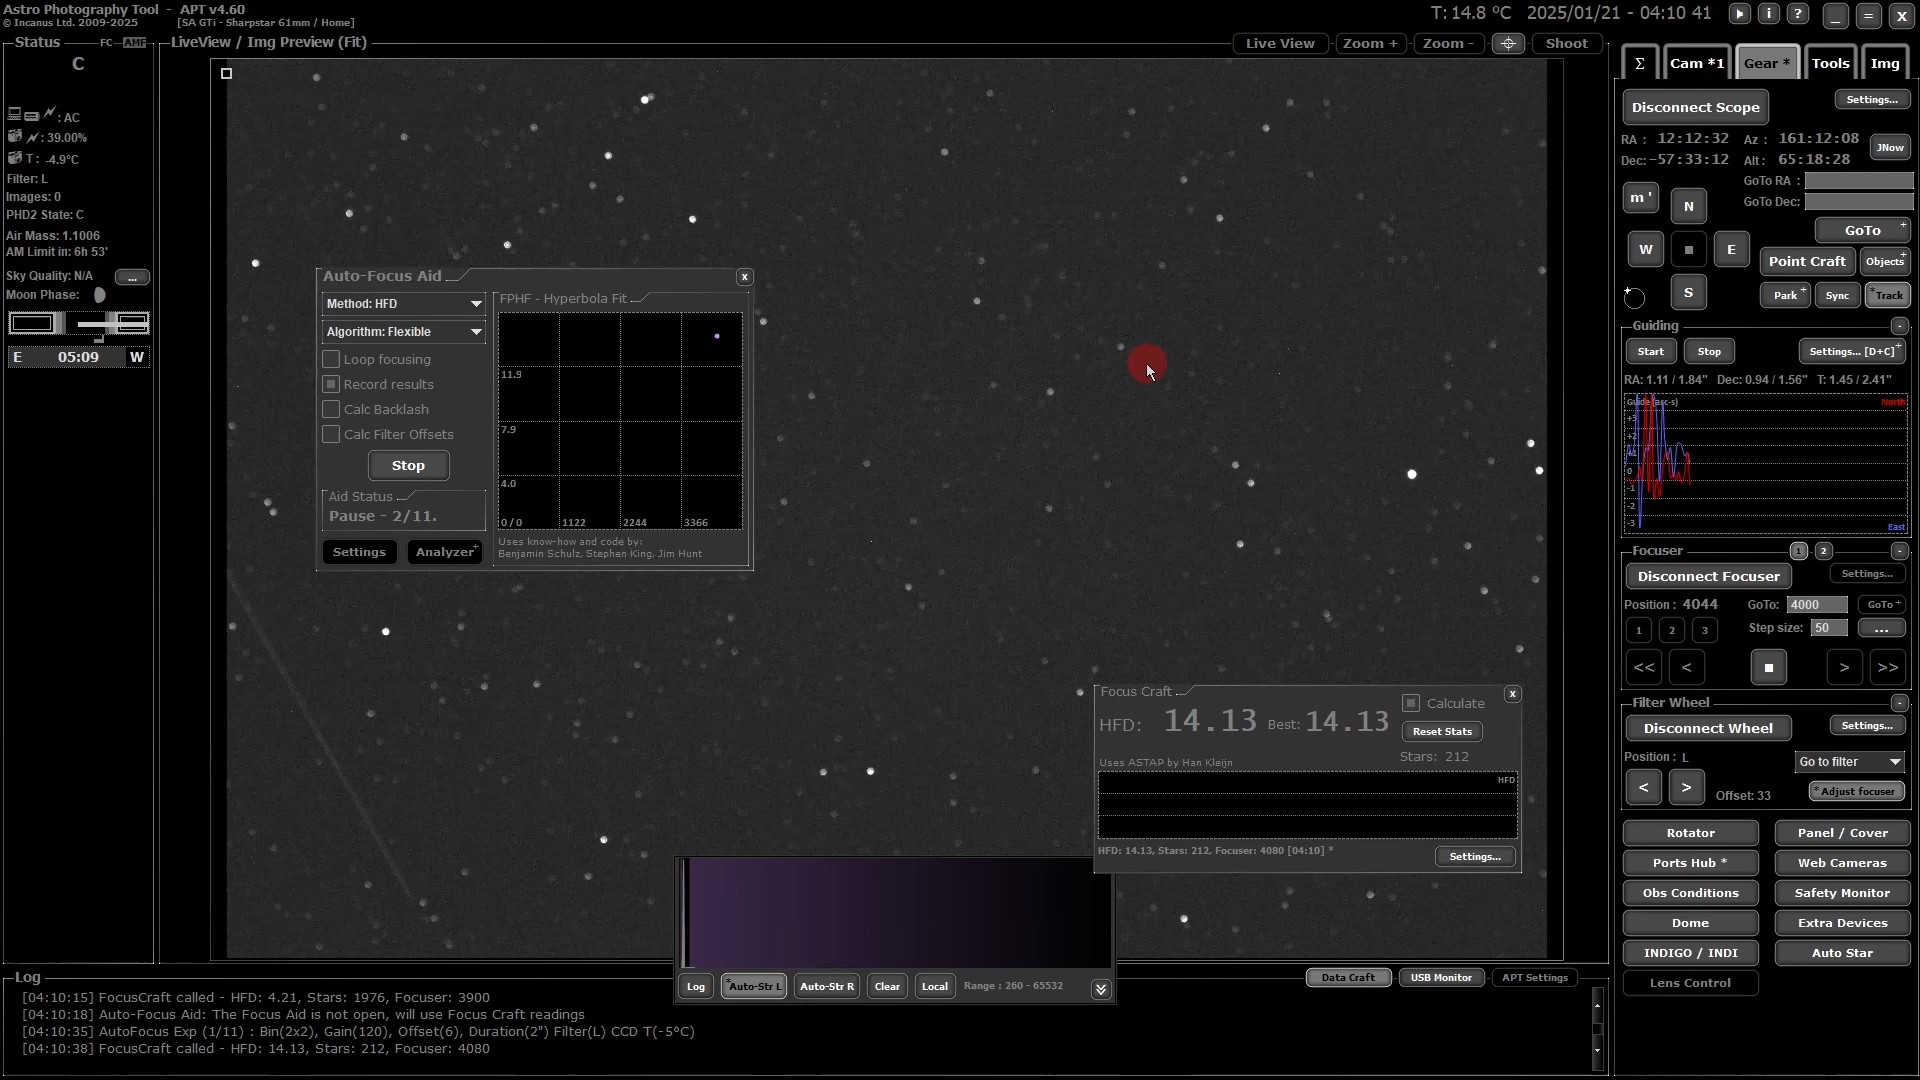 Astro Photography Tool - APT v4.60
© Incanus Ltd. 2009-2025 [SA GTi - Sharpstar 61mm / Home]
T: 14.8 °C 2025/01/21 - 04:10 41
i ? _ = X
Status FC AMF
C
: AC
: 39.00%
T : -4.9°C
Filter: L
Images: 0
PHD2 State: C
Air Mass: 1.1006
AM Limit in: 6h 53'
Sky Quality: N/A ...
Moon Phase:
E 05:09 W
LiveView / Img Preview (Fit)
Live View Zoom + Zoom - Shoot
Auto-Focus Aid x
Method: HFD
Algorithm: Flexible
Loop focusing
Record results
Calc Backlash
Calc Filter Offsets
Stop
Aid Status
Pause - 2/11.
Settings Analyzer+
FPHF - Hyperbola Fit
11.9
7.9
4.0
0 / 0 1122 2244 3366
Uses know-how and code by:
Benjamin Schulz, Stephen King, Jim Hunt
Focus Craft x
Calculate
HFD: 14.13 Best: 14.13
Reset Stats
Stars: 212
Uses ASTAP by Han Kleijn
HFD
HFD: 14.13, Stars: 212, Focuser: 4080 [04:10] *
Settings...
Log *Auto-Str L Auto-Str R Clear Local Range : 260 - 65532
Σ Cam *1 Gear * Tools Img
Disconnect Scope Settings...
RA : 12:12:32 Az : 161:12:08
JNow
Dec: -57:33:12 Alt : 65:18:28
GoTo RA :
GoTo Dec:
m '
N
W E
S
GoTo +
Point Craft Objects+
Park + Sync *Track
Guiding -
Start Stop Settings... [D+C]+
RA: 1.11 / 1.84" Dec: 0.94 / 1.56" T: 1.45 / 2.41"
Guide (arc-s) North
+3
+2
+1
0
-1
-2
-3
East
Focuser 1 2 -
Disconnect Focuser Settings...
Position : 4044 GoTo: 4000 GoTo +
1 2 3 Step size: 50 ...
<< < > >>
Filter Wheel -
Disconnect Wheel Settings...
Position : L Go to filter
< > Offset: 33 * Adjust focuser
Rotator Panel / Cover
Ports Hub * Web Cameras
Obs Conditions Safety Monitor
Dome Extra Devices
INDIGO / INDI Auto Star
Lens Control
Log
Data Craft USB Monitor APT Settings
[04:10:15] FocusCraft called - HFD: 4.21, Stars: 1976, Focuser: 3900
[04:10:18] Auto-Focus Aid: The Focus Aid is not open, will use Focus Craft readings
[04:10:35] AutoFocus Exp (1/11) : Bin(2x2), Gain(120), Offset(6), Duration(2") Filter(L) CCD T(-5°C)
[04:10:38] FocusCraft called - HFD: 14.13, Stars: 212, Focuser: 4080